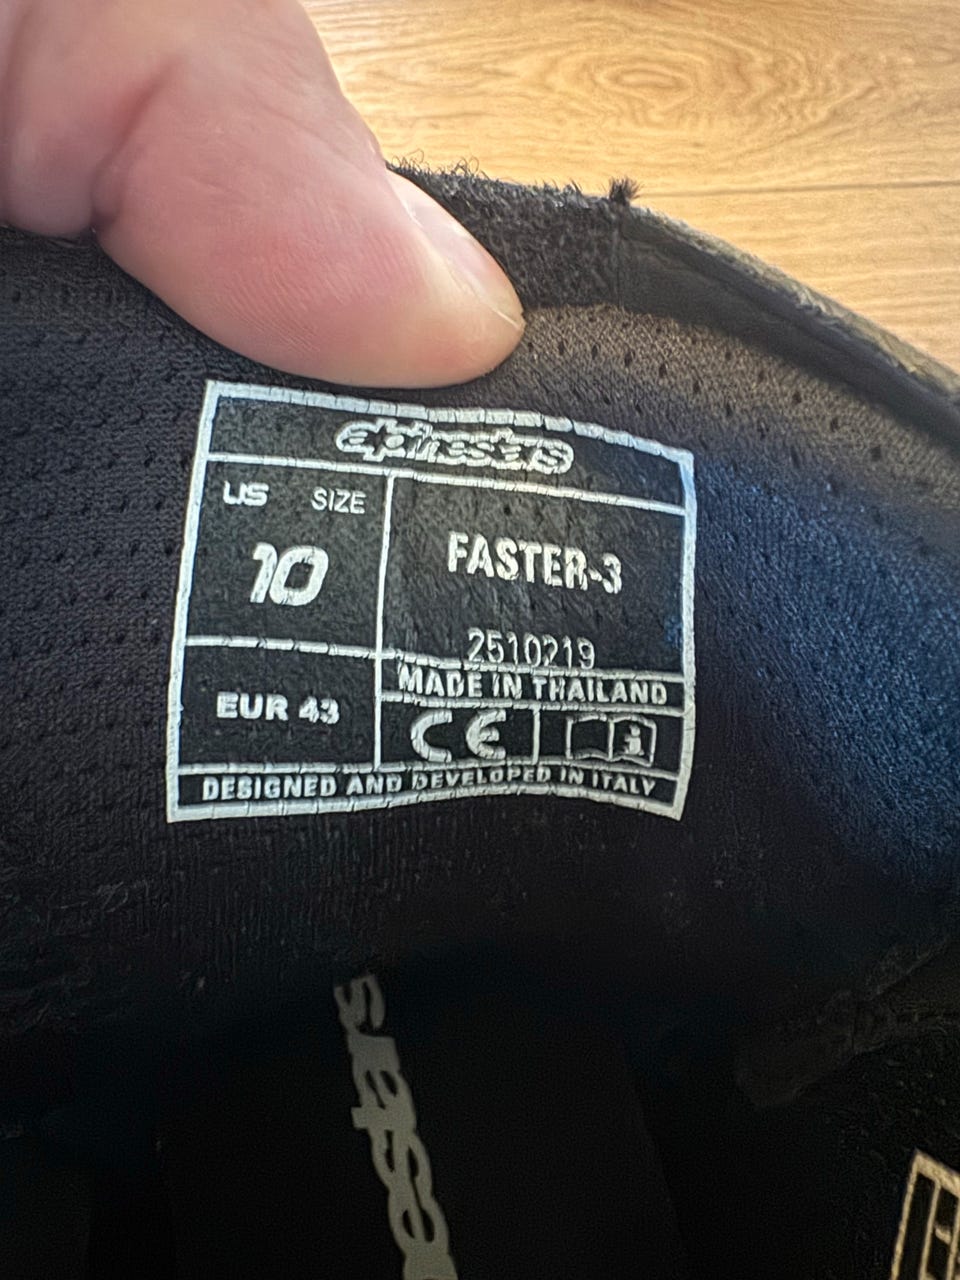 alpinestars
US SIZE
10
FASTER-3
2510219
MADE IN THAILAND
EUR 43
CE
DESIGNED AND DEVELOPED IN ITALY